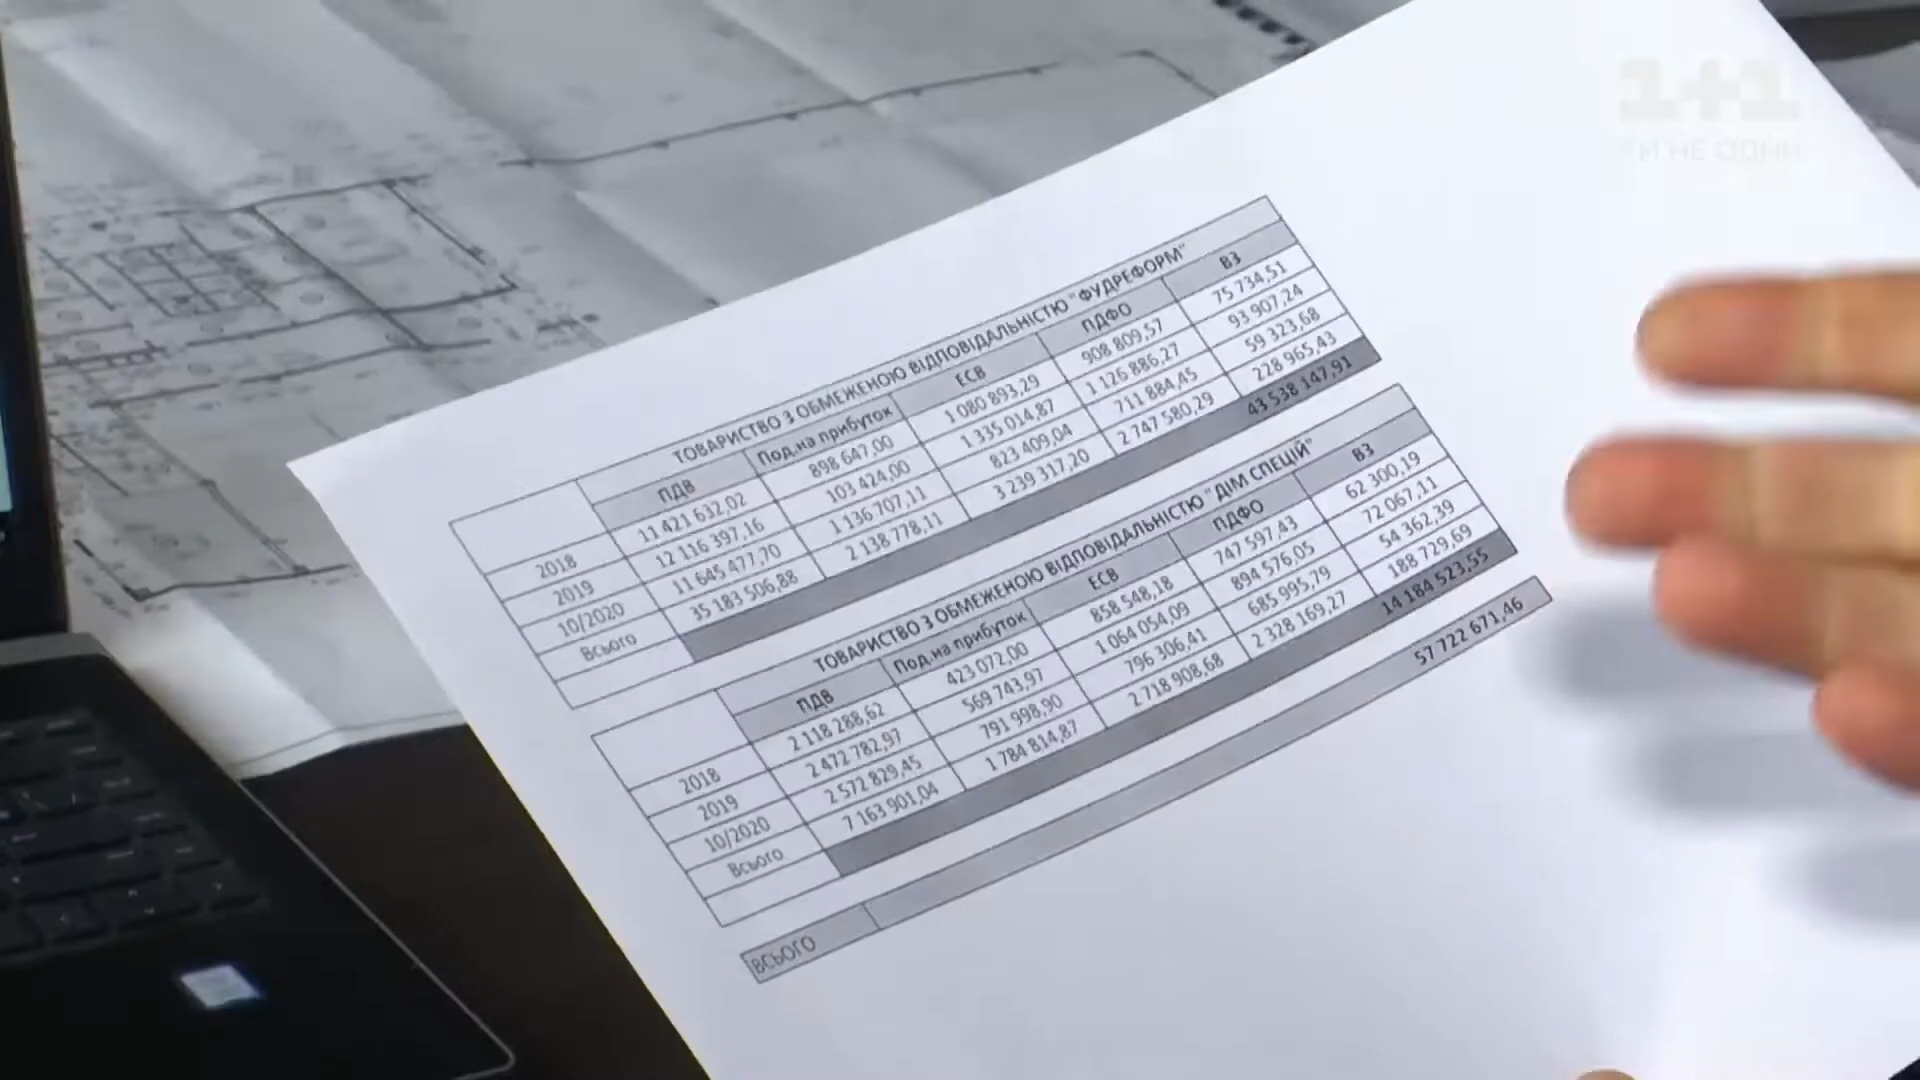 1+1
ТОВАРИСТВО З ОБМЕЖЕНОЮ ВІДПОВІДАЛЬНІСТЮ "ФУДРЕФОРМ"
ПДВ Под.на прибуток ЕСВ ПДФО ВЗ
2018 11 421 632,02 898 647,00 1 080 893,29 908 809,57 75 734,51
2019 12 116 397,16 103 424,00 1 335 014,87 1 126 886,27 93 907,24
10/2020 11 645 477,70 1 136 707,11 823 409,04 711 884,45 59 323,68
Всього 35 183 506,88 2 138 778,11 3 239 317,20 2 747 580,29 228 965,43
43 538 147,91
ТОВАРИСТВО З ОБМЕЖЕНОЮ ВІДПОВІДАЛЬНІСТЮ "ДІМ СПЕЦІЙ"
ПДВ Под.на прибуток ЕСВ ПДФО ВЗ
2018 2 118 288,62 423 072,00 858 548,18 747 597,43 62 300,19
2019 2 472 782,97 569 743,97 1 064 054,09 894 576,05 72 067,11
10/2020 2 572 829,45 791 998,90 796 306,41 685 995,79 54 362,39
Всього 7 163 901,04 1 784 814,87 2 718 908,68 2 328 169,27 188 729,69
14 184 523,55
ВСЬОГО 57 722 671,46